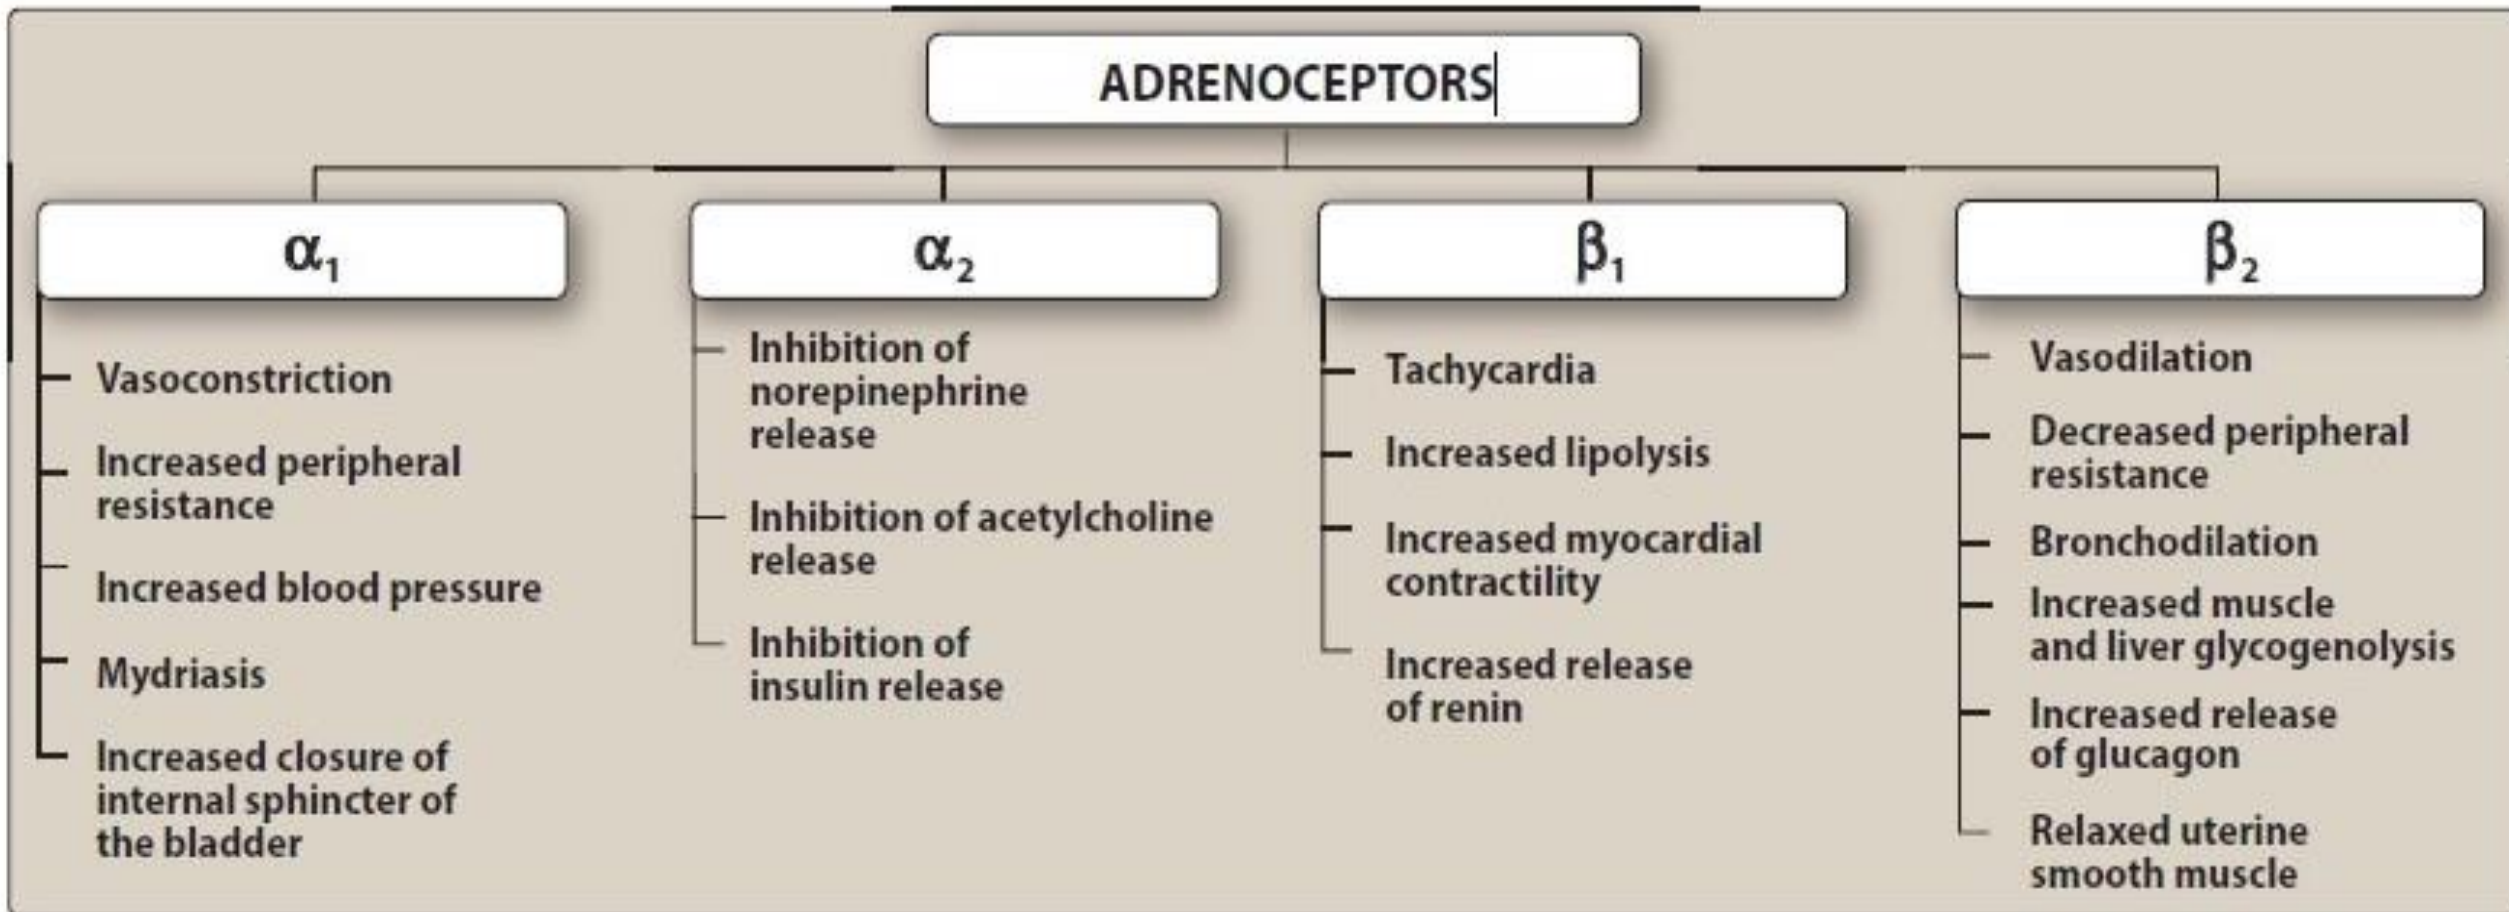 ADRENOCEPTORS
α₁
Vasoconstriction
Increased peripheral
resistance
Increased blood pressure
Mydriasis
Increased closure of
internal sphincter of
the bladder
α₂
Inhibition of
norepinephrine
release
Inhibition of acetylcholine
release
Inhibition of
insulin release
β₁
Tachycardia
Increased lipolysis
Increased myocardial
contractility
Increased release
of renin
β₂
Vasodilation
Decreased peripheral
resistance
Bronchodilation
Increased muscle
and liver glycogenolysis
Increased release
of glucagon
Relaxed uterine
smooth muscle